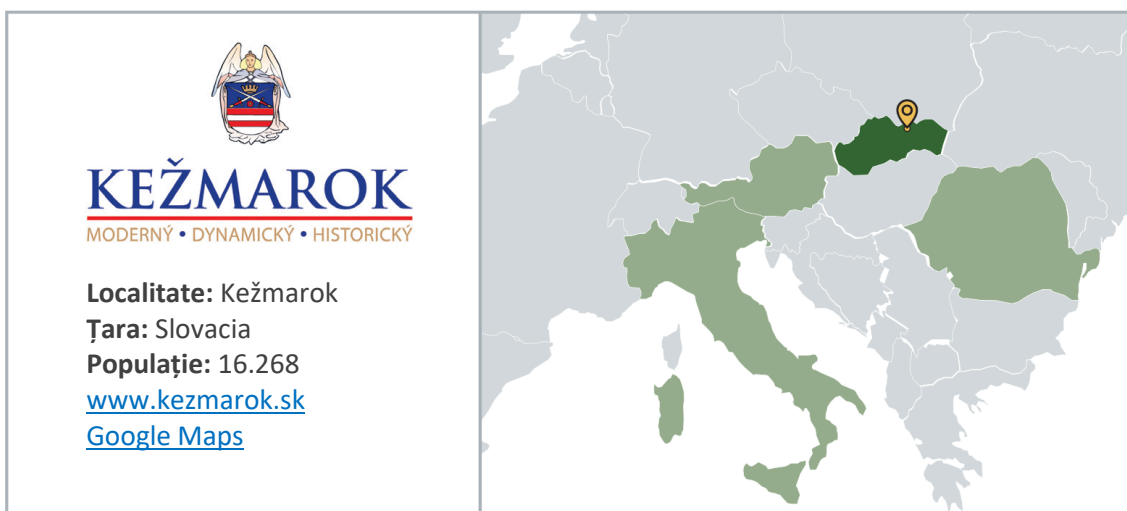 KEŽMAROK
MODERNÝ • DYNAMICKÝ • HISTORICKÝ
Localitate: Kežmarok
Țara: Slovacia
Populație: 16.268
www.kezmarok.sk
Google Maps